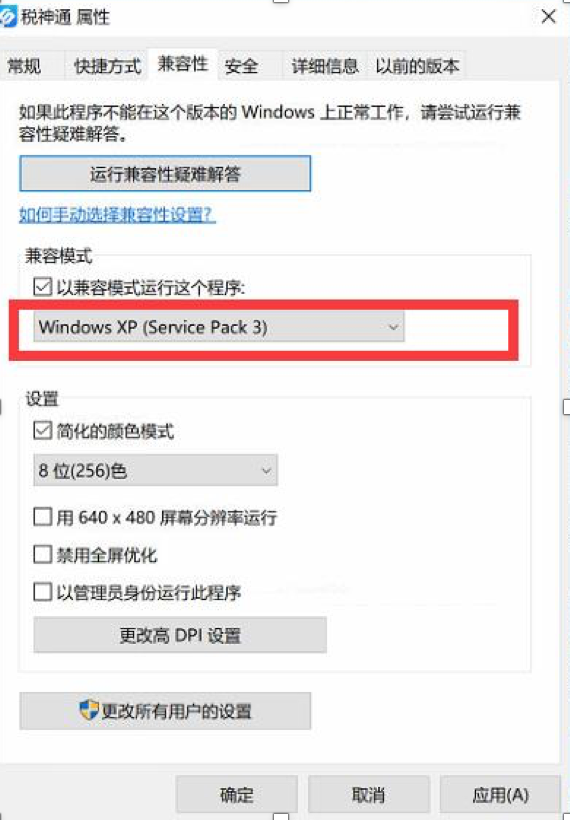 税神通 属性
常规 快捷方式 兼容性 安全 详细信息 以前的版本
如果此程序不能在这个版本的 Windows 上正常工作，请尝试运行兼
容性疑难解答。
运行兼容性疑难解答
如何手动选择兼容性设置?
兼容模式
以兼容模式运行这个程序:
Windows XP (Service Pack 3)
设置
简化的颜色模式
8 位(256)色
用 640 x 480 屏幕分辨率运行
禁用全屏优化
以管理员身份运行此程序
更改高 DPI 设置
更改所有用户的设置
确定 取消 应用(A)